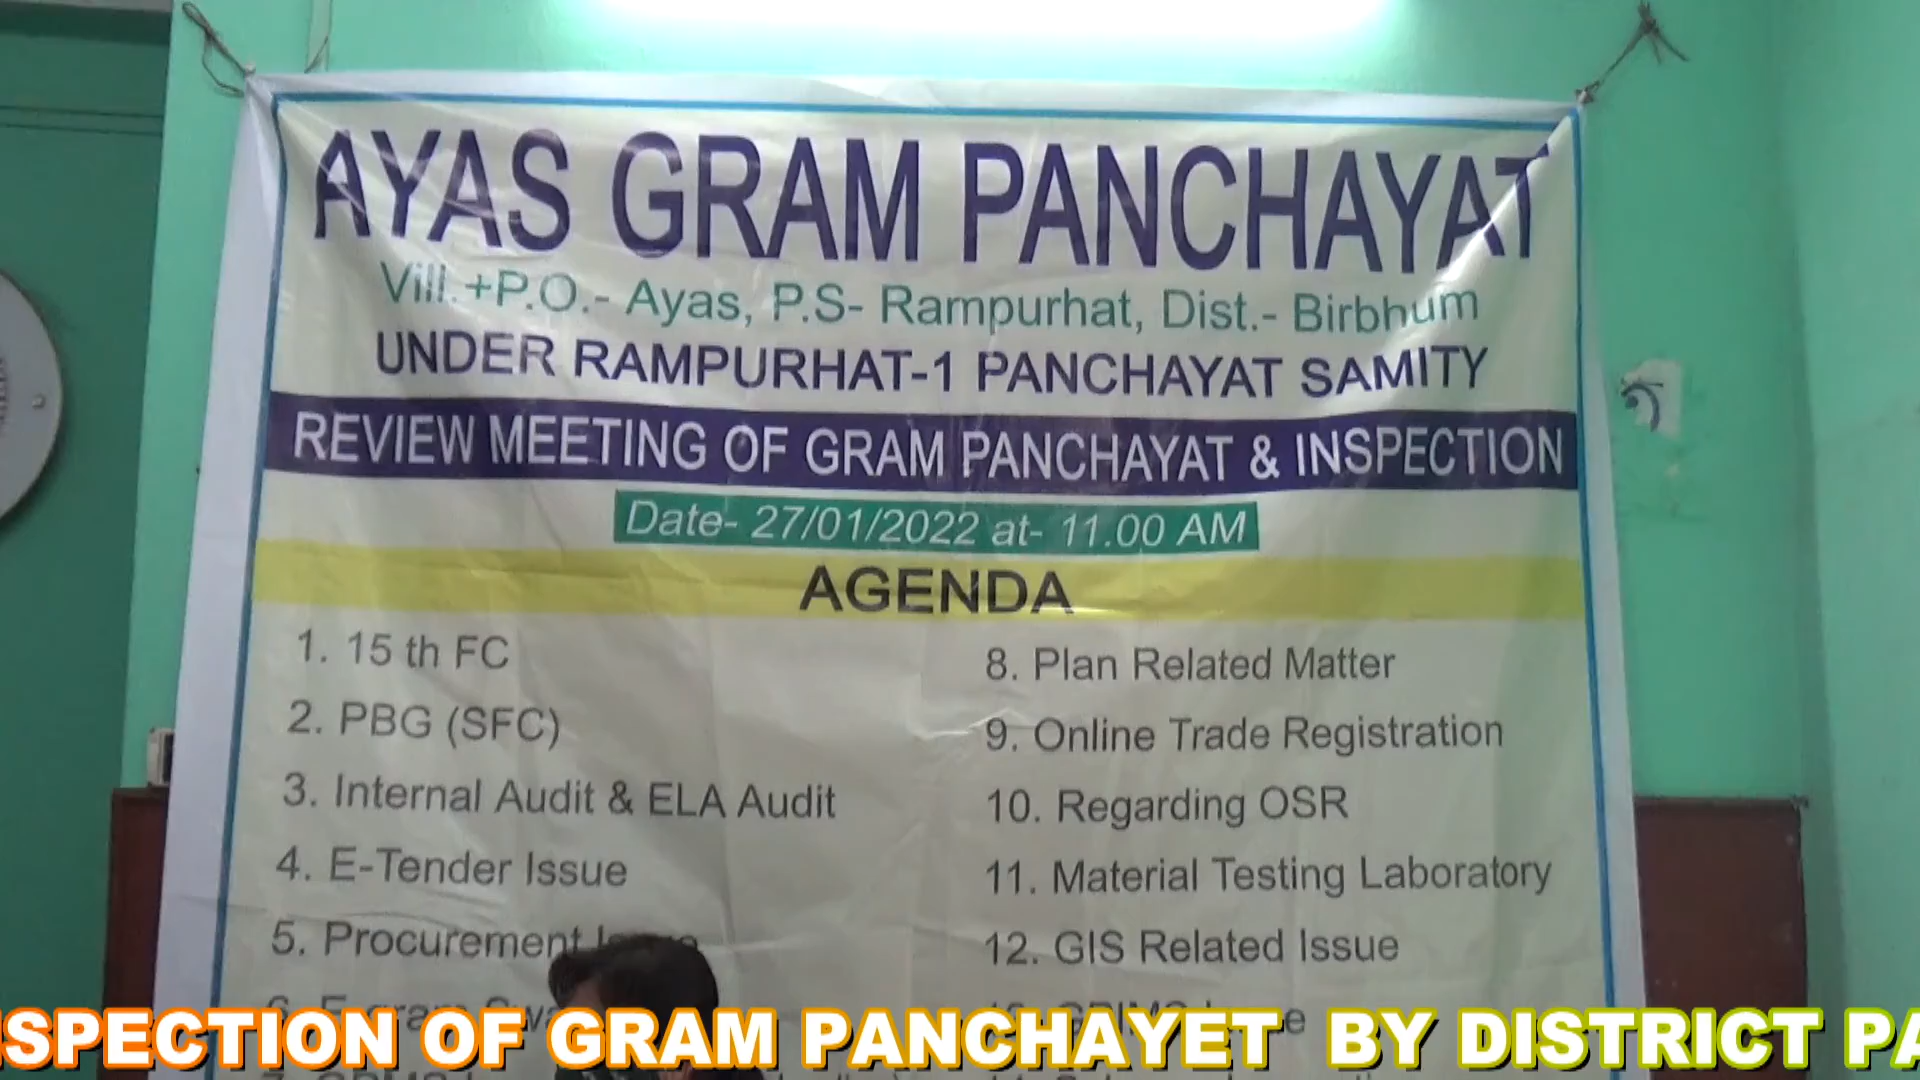 AYAS GRAM PANCHAYAT
Vill.+P.O.- Ayas, P.S- Rampurhat, Dist.- Birbhum
UNDER RAMPURHAT-1 PANCHAYAT SAMITY
REVIEW MEETING OF GRAM PANCHAYAT & INSPECTION
Date- 27/01/2022 at- 11.00 AM
AGENDA
1. 15 th FC
2. PBG (SFC)
3. Internal Audit & ELA Audit
4. E-Tender Issue
5. Procurement
8. Plan Related Matter
9. Online Trade Registration
10. Regarding OSR
11. Material Testing Laboratory
12. GIS Related Issue
NSPECTION OF GRAM PANCHAYET BY DISTRICT PA